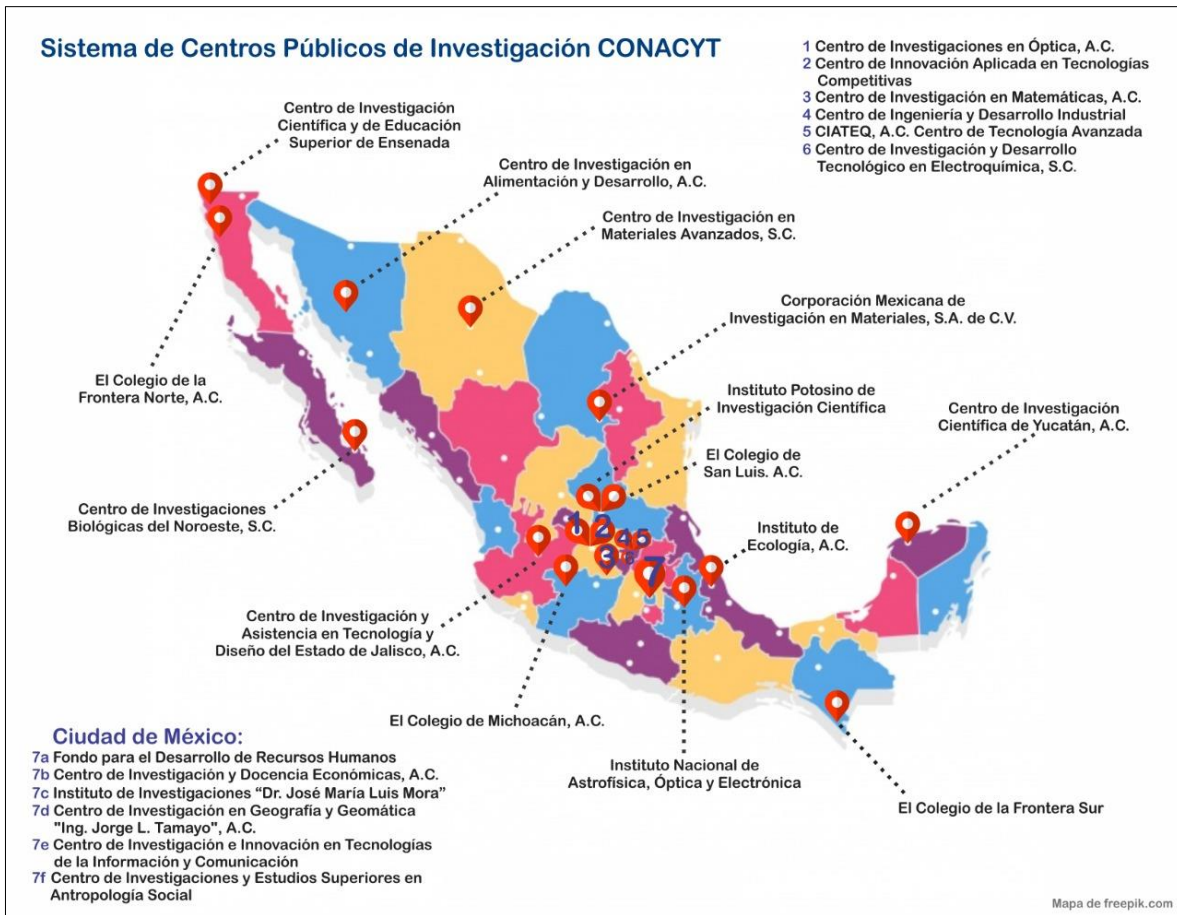 Sistema de Centros Públicos de Investigación CONACYT
1 Centro de Investigaciones en Óptica, A.C.
2 Centro de Innovación Aplicada en Tecnologías
Competitivas
3 Centro de Investigación en Matemáticas, A.C.
4 Centro de Ingeniería y Desarrollo Industrial
5 CIATEQ, A.C. Centro de Tecnología Avanzada
6 Centro de Investigación y Desarrollo
Tecnológico en Electroquímica, S.C.
Centro de Investigación
Científica y de Educación
Superior de Ensenada
Centro de Investigación en
Alimentación y Desarrollo, A.C.
Centro de Investigación en
Materiales Avanzados, S.C.
Corporación Mexicana de
Investigación en Materiales, S.A. de C.V.
El Colegio de la
Frontera Norte, A.C.
Instituto Potosino de
Investigación Científica
Centro de Investigación
Científica de Yucatán, A.C.
El Colegio de
San Luis. A.C.
Centro de Investigaciones
Biológicas del Noroeste, S.C.
Instituto de
Ecología, A.C.
1
2
4
5
3
6
7
Centro de Investigación y
Asistencia en Tecnología y
Diseño del Estado de Jalisco, A.C.
El Colegio de Michoacán, A.C.
Instituto Nacional de
Astrofísica, Óptica y Electrónica
El Colegio de la Frontera Sur
Ciudad de México:
7a Fondo para el Desarrollo de Recursos Humanos
7b Centro de Investigación y Docencia Económicas, A.C.
7c Instituto de Investigaciones “Dr. José María Luis Mora”
7d Centro de Investigación en Geografía y Geomática
"Ing. Jorge L. Tamayo", A.C.
7e Centro de Investigación e Innovación en Tecnologías
de la Información y Comunicación
7f Centro de Investigaciones y Estudios Superiores en
Antropología Social
Mapa de freepik.com